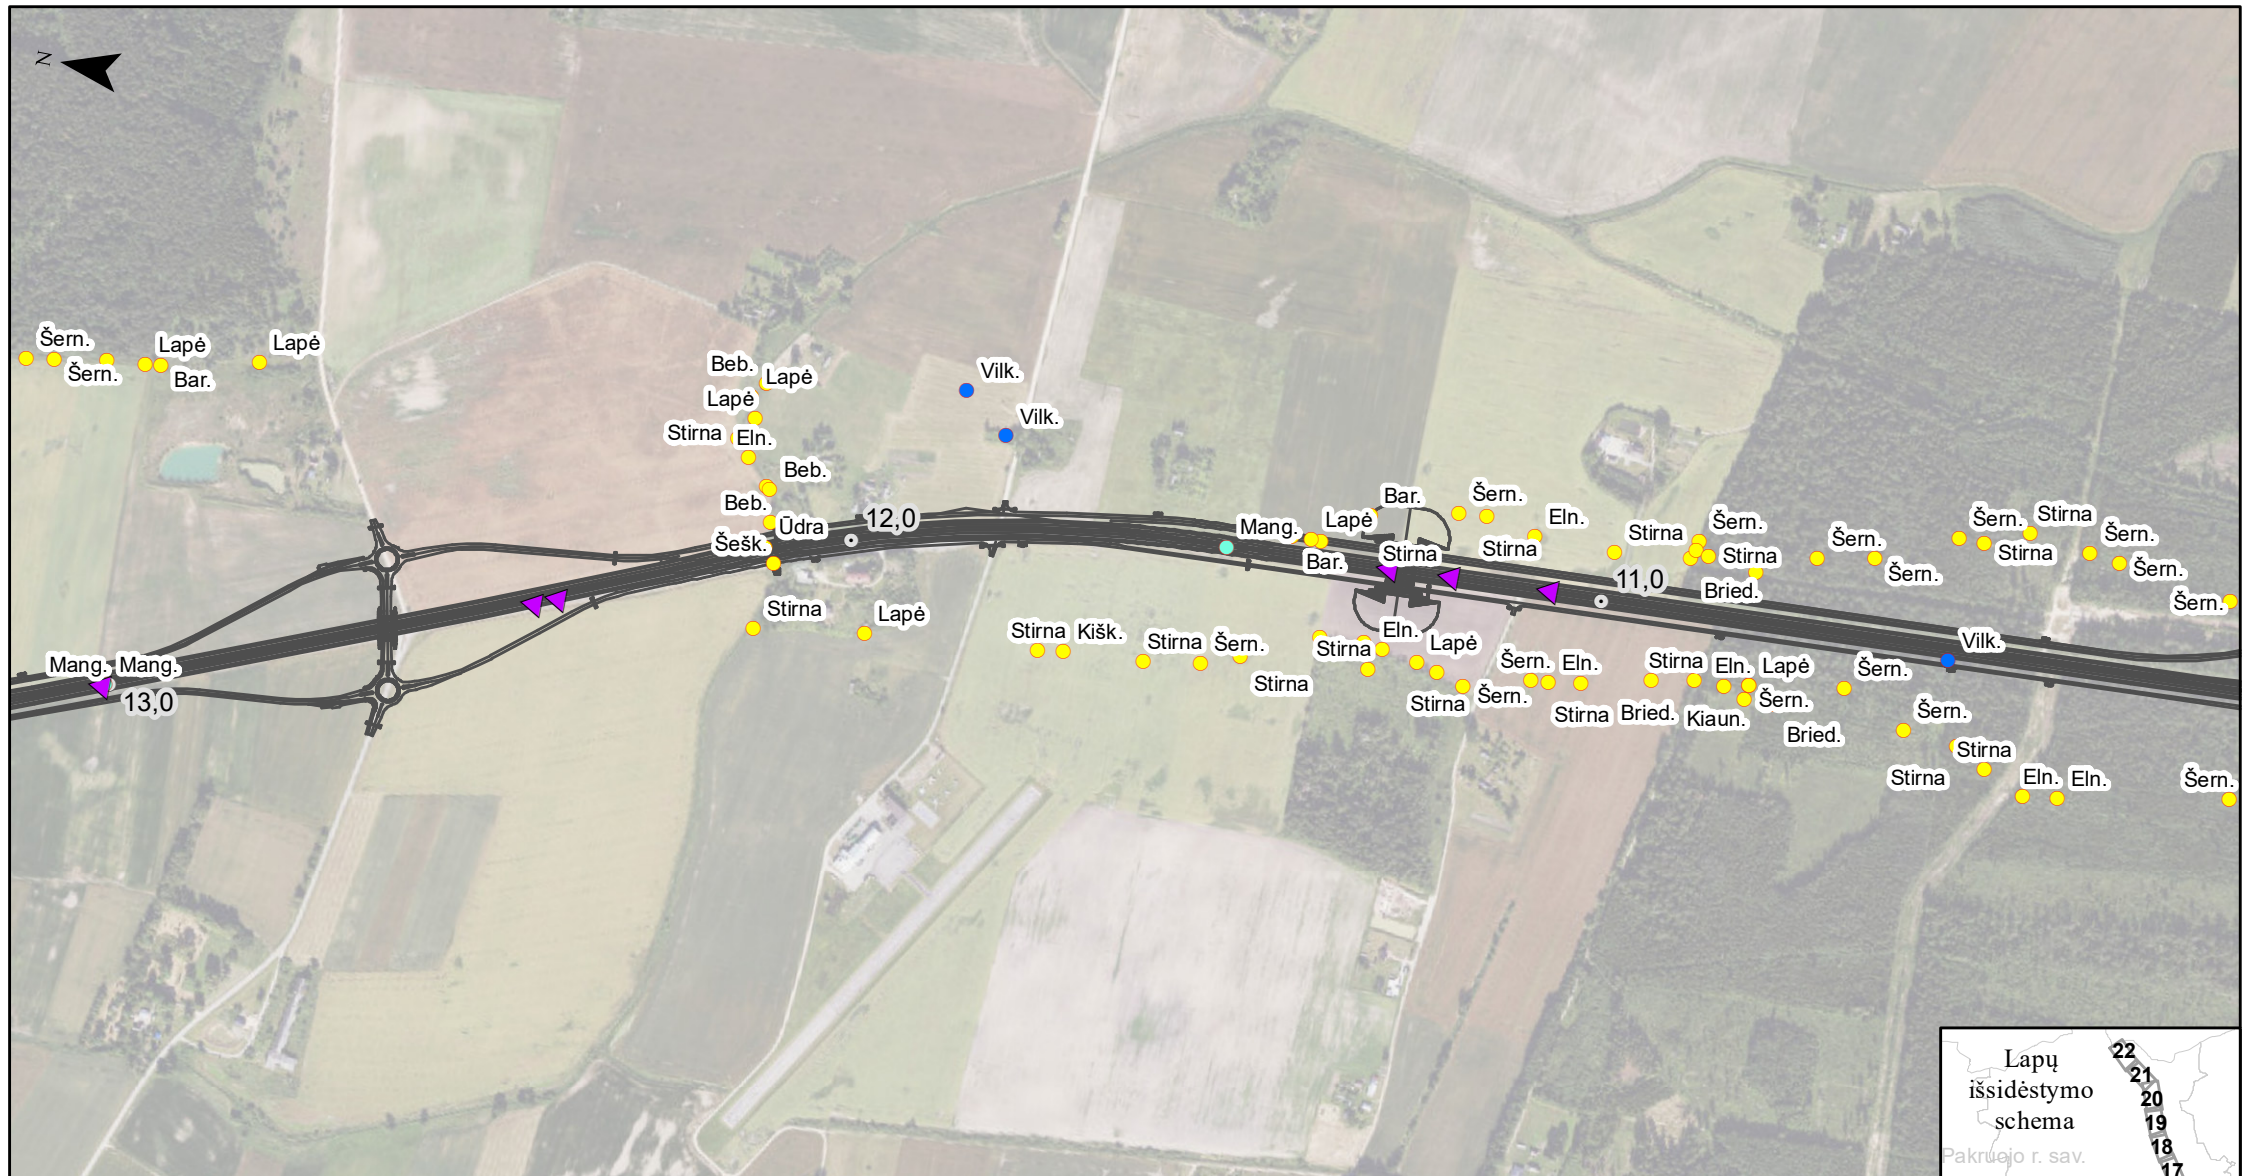 N
Šern.
Šern.
Lapė
Bar.
Lapė
Beb.
Lapė
Lapė
Stirna
Eln.
Beb.
Beb.
Ūdra
Šešk.
12,0
Vilk.
Vilk.
Mang.
Lapė
Bar.
Bar.
Šern.
Eln.
Stirna
Stirna
Stirna
Šern.
Stirna
Bried.
11,0
Šern.
Šern.
Šern.
Stirna
Stirna
Šern.
Šern.
Šern.
Mang.
Mang.
13,0
Stirna
Lapė
Stirna
Kišk.
Stirna
Šern.
Stirna
Stirna
Eln.
Lapė
Stirna
Šern.
Šern.
Eln.
Stirna
Bried.
Stirna
Eln.
Lapė
Kiaun.
Šern.
Bried.
Šern.
Vilk.
Šern.
Stirna
Stirna
Eln.
Eln.
Šern.
Lapų
išsidėstymo
schema
Pakruojo r. sav.
22
21
20
19
18
17